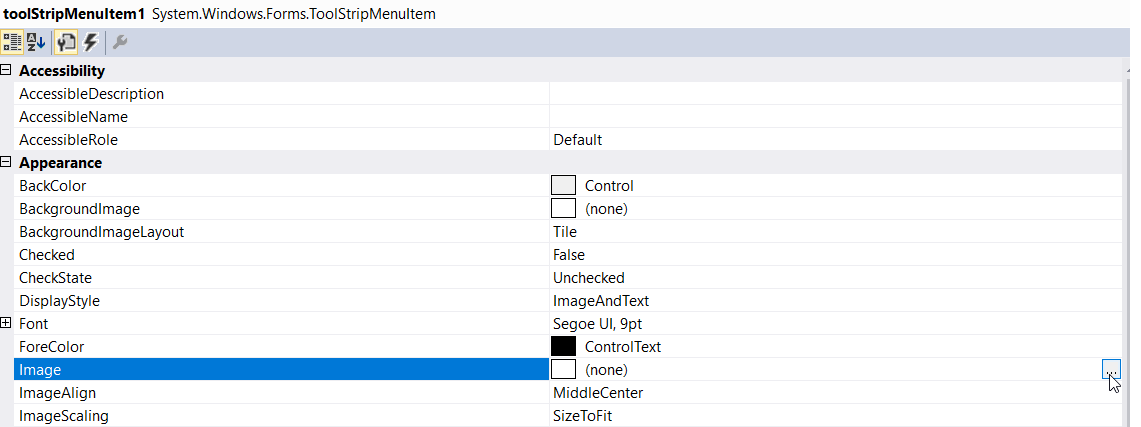 toolStripMenuItem1 System.Windows.Forms.ToolStripMenuItem
Accessibility
AccessibleDescription
AccessibleName
AccessibleRole Default
Appearance
BackColor Control
BackgroundImage (none)
BackgroundImageLayout Tile
Checked False
CheckState Unchecked
DisplayStyle ImageAndText
Font Segoe UI, 9pt
ForeColor ControlText
Image (none) ...
ImageAlign MiddleCenter
ImageScaling SizeToFit